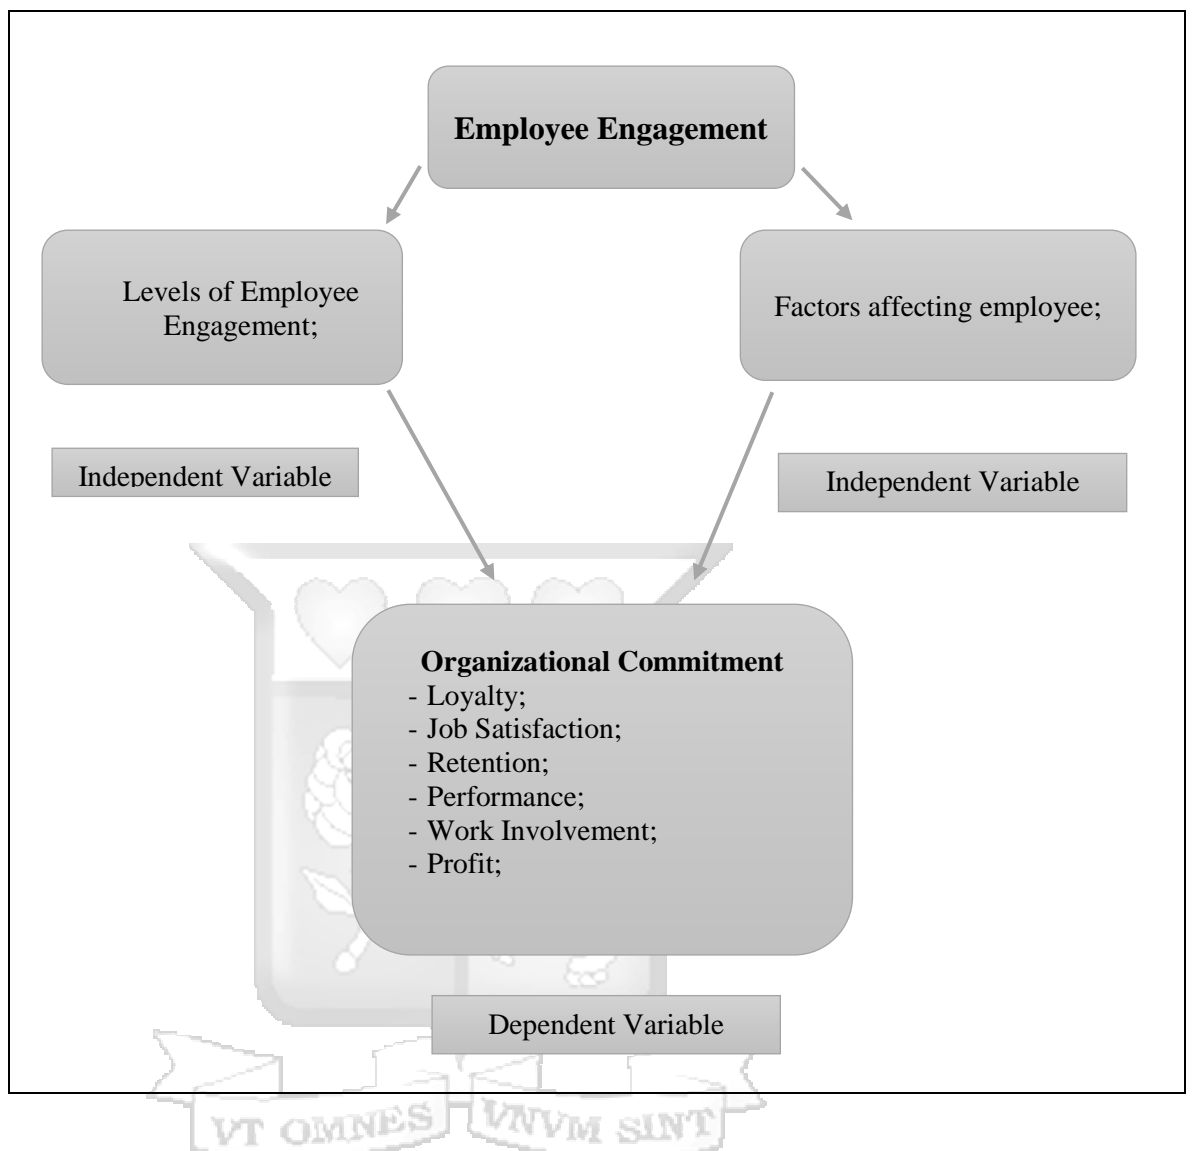 Employee Engagement
Levels of Employee
Engagement;
Factors affecting employee;
Independent Variable
Independent Variable
Organizational Commitment
- Loyalty;
- Job Satisfaction;
- Retention;
- Performance;
- Work Involvement;
- Profit;
Dependent Variable
VT OMNES VNVM SINT